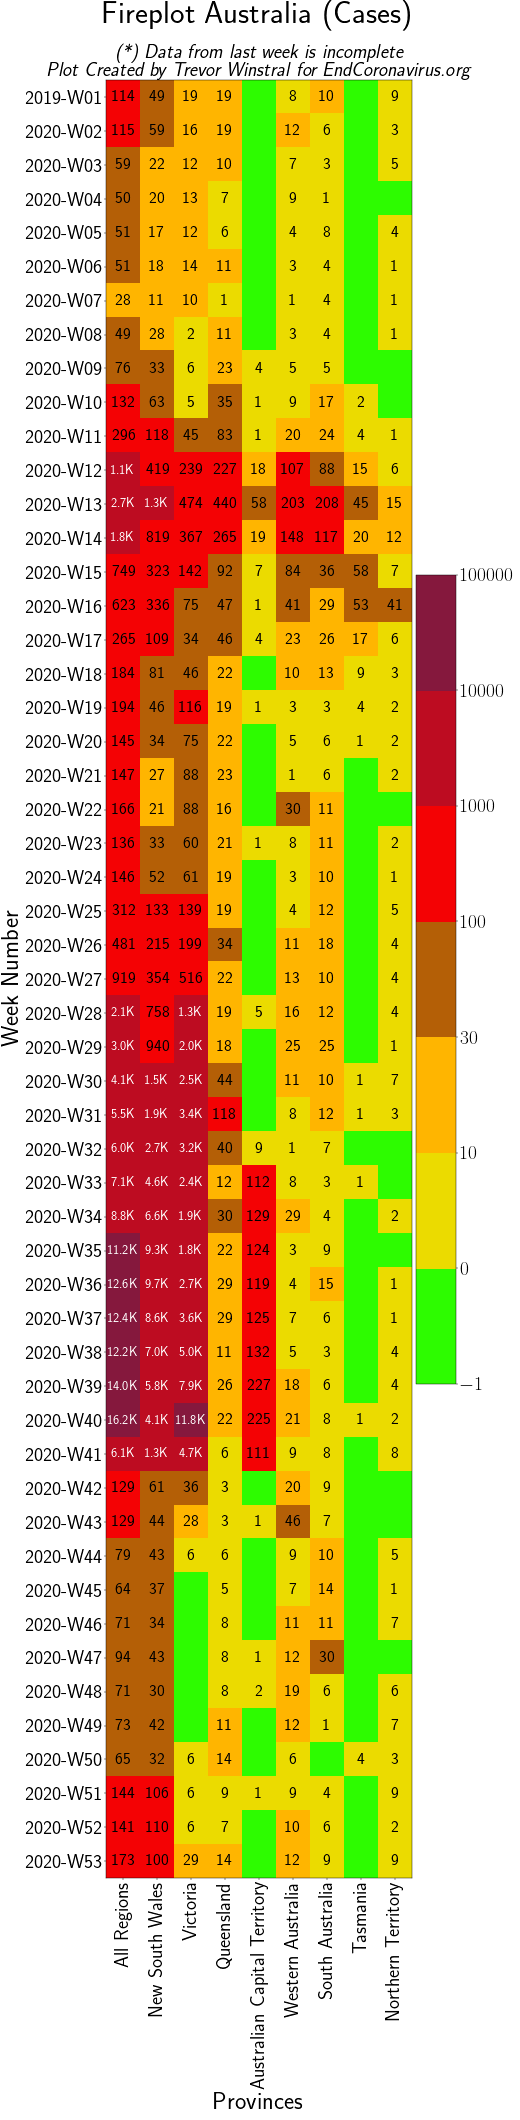 Fireplot Australia (Cases)
(*) Data from last week is incomplete
Plot Created by Trevor Winstral for EndCoronavirus.org
2019-W01 114 49 19 19 8 10 9
2020-W02 115 59 16 19 12 6 3
2020-W03 59 22 12 10 7 3 5
2020-W04 50 20 13 7 9 1
2020-W05 51 17 12 6 4 8 4
2020-W06 51 18 14 11 3 4 1
2020-W07 28 11 10 1 1 4 1
2020-W08 49 28 2 11 3 4 1
2020-W09 76 33 6 23 4 5 5
2020-W10 132 63 5 35 1 9 17 2
2020-W11 296 118 45 83 1 20 24 4 1
2020-W12 1.1K 419 239 227 18 107 88 15 6
2020-W13 2.7K 1.3K 474 440 58 203 208 45 15
2020-W14 1.8K 819 367 265 19 148 117 20 12
2020-W15 749 323 142 92 7 84 36 58 7
100000
2020-W16 623 336 75 47 1 41 29 53 41
2020-W17 265 109 34 46 4 23 26 17 6
2020-W18 184 81 46 22 10 13 9 3
10000
2020-W19 194 46 116 19 1 3 3 4 2
2020-W20 145 34 75 22 5 6 1 2
2020-W21 147 27 88 23 1 6 2
2020-W22 166 21 88 16 30 11
1000
2020-W23 136 33 60 21 1 8 11 2
2020-W24 146 52 61 19 3 10 1
2020-W25 312 133 139 19 4 12 5
100
2020-W26 481 215 199 34 11 18 4
2020-W27 919 354 516 22 13 10 4
2020-W28 2.1K 758 1.3K 19 5 16 12 4
30
2020-W29 3.0K 940 2.0K 18 25 25 1
2020-W30 4.1K 1.5K 2.5K 44 11 10 1 7
2020-W31 5.5K 1.9K 3.4K 118 8 12 1 3
2020-W32 6.0K 2.7K 3.2K 40 9 1 7
10
2020-W33 7.1K 4.6K 2.4K 12 112 8 3 1
2020-W34 8.8K 6.6K 1.9K 30 129 29 4 2
2020-W35 11.2K 9.3K 1.8K 22 124 3 9
0
2020-W36 12.6K 9.7K 2.7K 29 119 4 15 1
2020-W37 12.4K 8.6K 3.6K 29 125 7 6 1
2020-W38 12.2K 7.0K 5.0K 11 132 5 3 4
2020-W39 14.0K 5.8K 7.9K 26 227 18 6 4
−1
2020-W40 16.2K 4.1K 11.8K 22 225 21 8 1 2
2020-W41 6.1K 1.3K 4.7K 6 111 9 8 8
2020-W42 129 61 36 3 20 9
2020-W43 129 44 28 3 1 46 7
2020-W44 79 43 6 6 9 10 5
2020-W45 64 37 5 7 14 1
2020-W46 71 34 8 11 11 7
2020-W47 94 43 8 1 12 30
2020-W48 71 30 8 2 19 6 6
2020-W49 73 42 11 12 1 7
2020-W50 65 32 6 14 6 4 3
2020-W51 144 106 6 9 1 9 4 9
2020-W52 141 110 6 7 10 6 2
2020-W53 173 100 29 14 12 9 9
Week Number
All Regions
New South Wales
Victoria
Queensland
Australian Capital Territory
Western Australia
South Australia
Tasmania
Northern Territory
Provinces